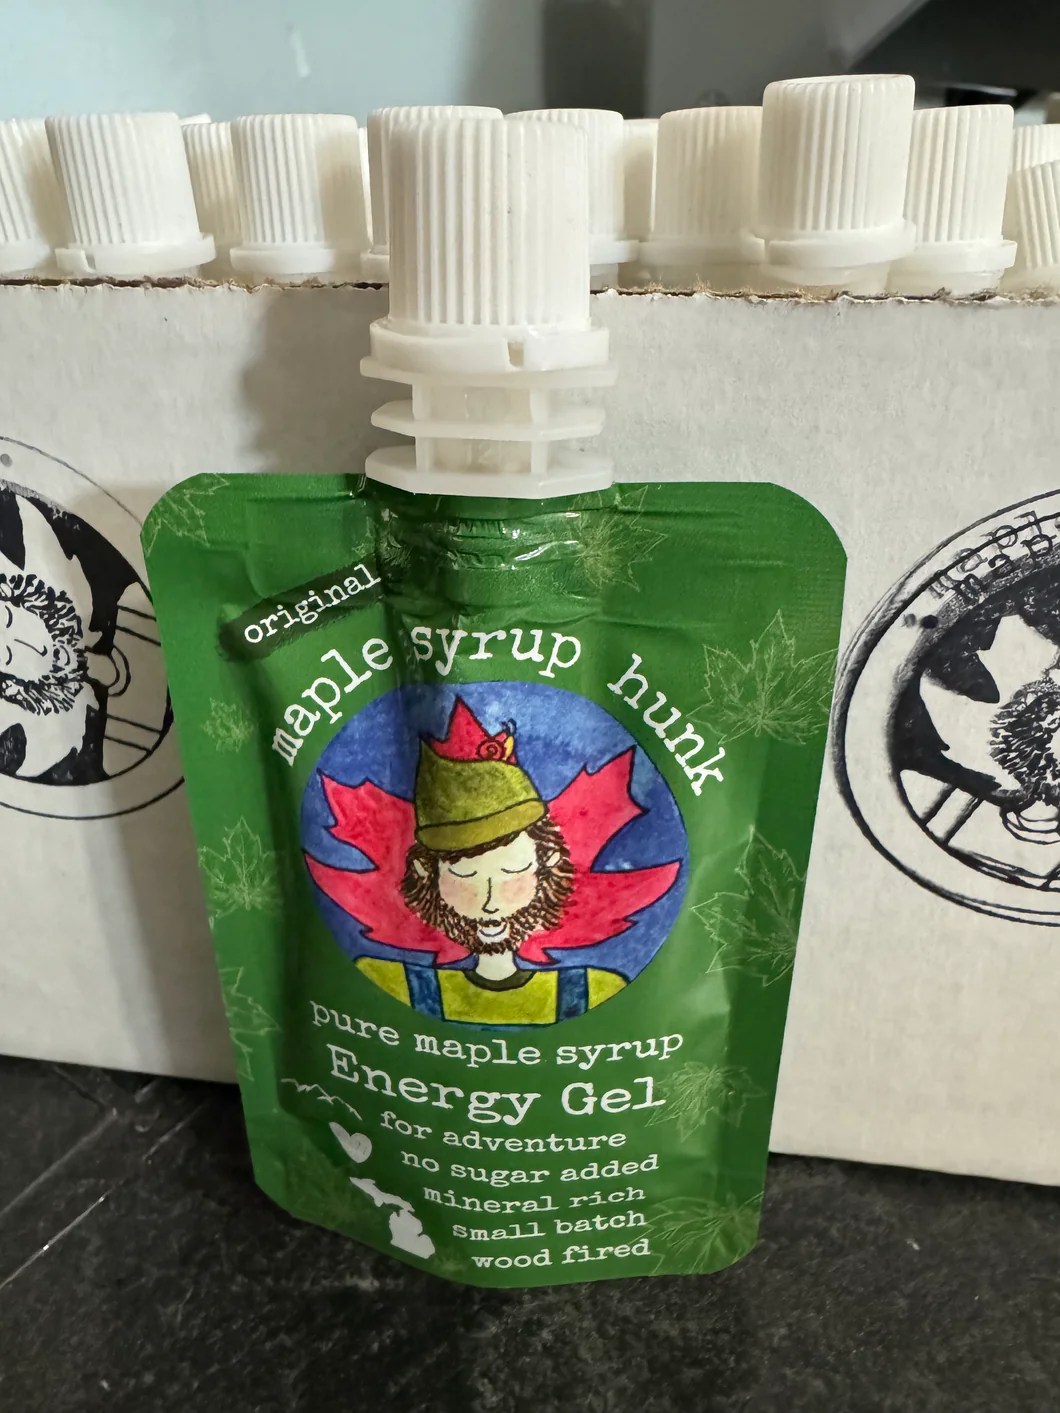 original
maple syrup hunk
pure maple syrup
Energy Gel
for adventure
no sugar added
mineral rich
small batch
wood fired